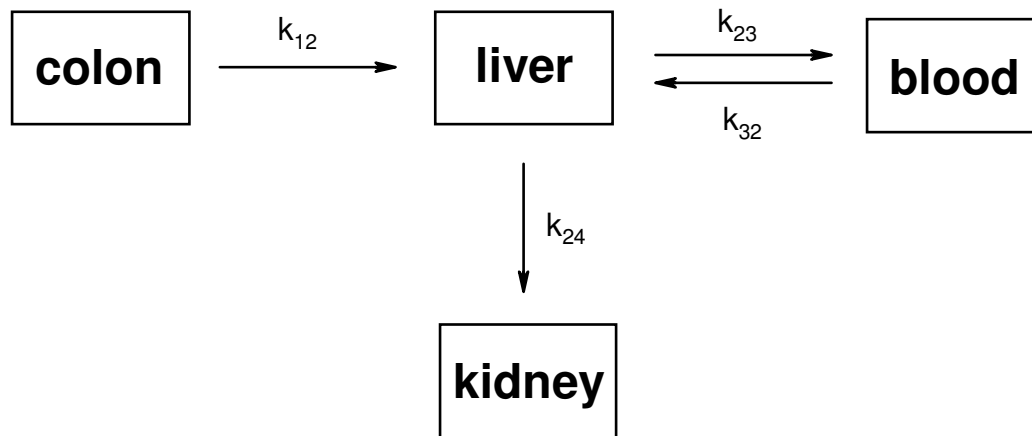 colon
k₁₂
liver
k₂₃
k₃₂
blood
k₂₄
kidney